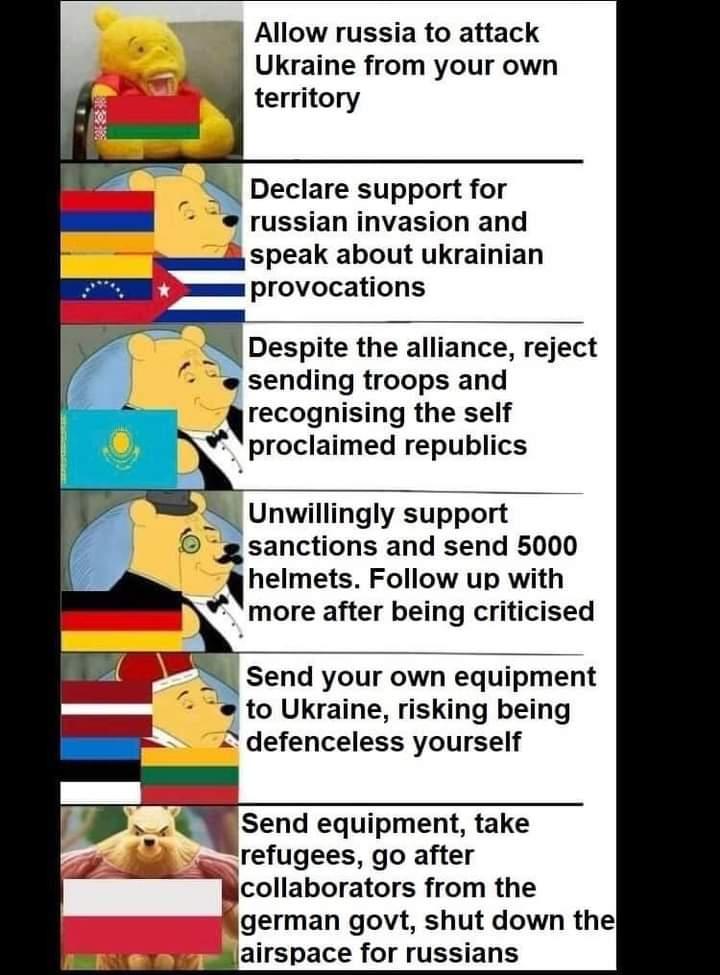 Allow russia to attack
Ukraine from your own
territory
Declare support for
russian invasion and
speak about ukrainian
provocations
Despite the alliance, reject
sending troops and
recognising the self
proclaimed republics
Unwillingly support
sanctions and send 5000
helmets. Follow up with
more after being criticised
Send your own equipment
to Ukraine, risking being
defenceless yourself
Send equipment, take
refugees, go after
collaborators from the
german govt, shut down the
airspace for russians